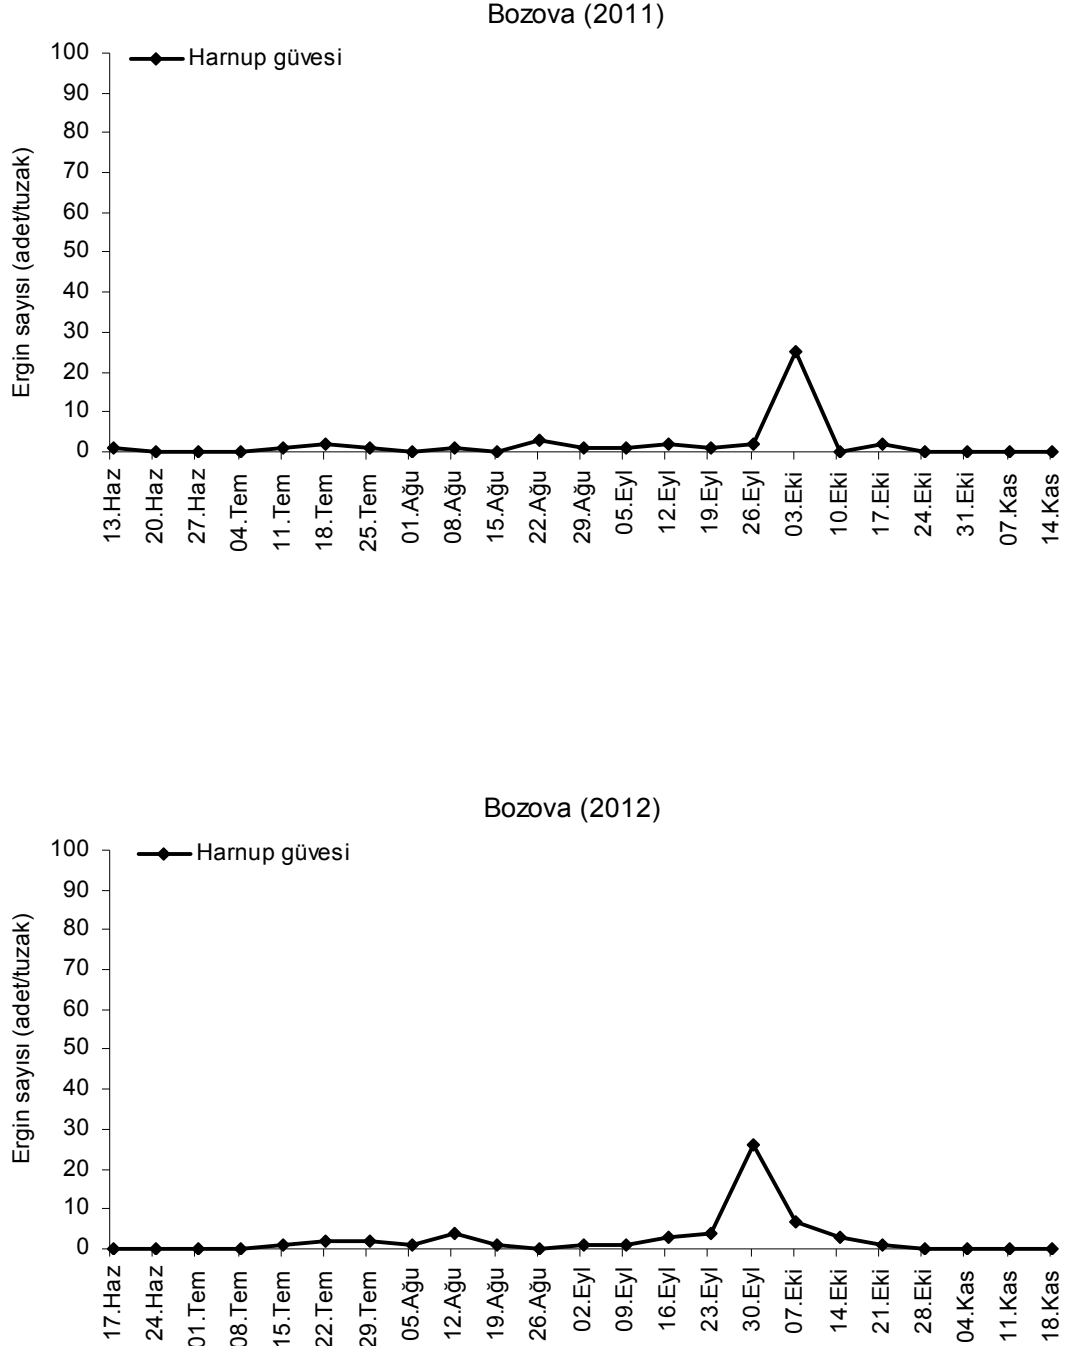 Bozova (2011)
Harnup güvesi
Ergin sayısı (adet/tuzak)
100
90
80
70
60
50
40
30
20
10
0
13.Haz
20.Haz
27.Haz
04.Tem
11.Tem
18.Tem
25.Tem
01.Ağu
08.Ağu
15.Ağu
22.Ağu
29.Ağu
05.Eyl
12.Eyl
19.Eyl
26.Eyl
03.Eki
10.Eki
17.Eki
24.Eki
31.Eki
07.Kas
14.Kas
Bozova (2012)
Harnup güvesi
Ergin sayısı (adet/tuzak)
100
90
80
70
60
50
40
30
20
10
0
17.Haz
24.Haz
01.Tem
08.Tem
15.Tem
22.Tem
29.Tem
05.Ağu
12.Ağu
19.Ağu
26.Ağu
02.Eyl
09.Eyl
16.Eyl
23.Eyl
30.Eyl
07.Eki
14.Eki
21.Eki
28.Eki
04.Kas
11.Kas
18.Kas